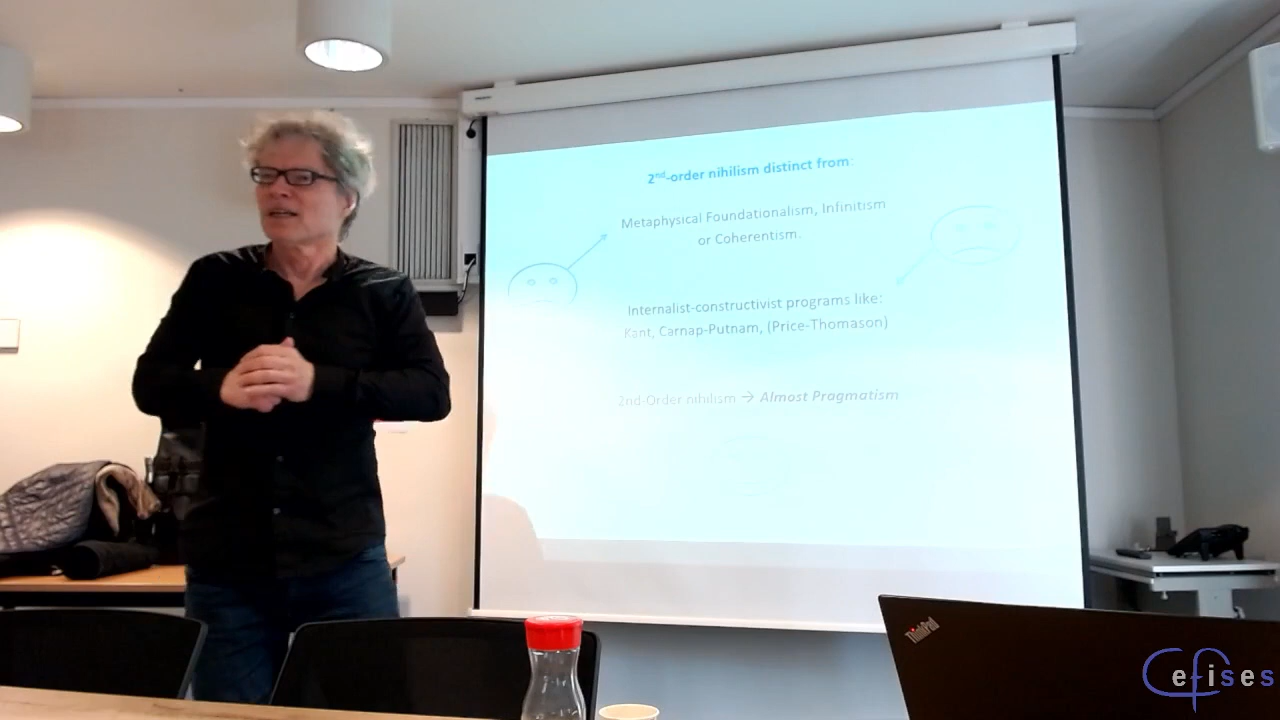 2nd-order nihilism distinct from:
Metaphysical Foundationalism, Infinitism
or Coherentism.
Internalist-constructivist programs like:
Kant, Carnap-Putnam, (Price-Thomason)
2nd-Order nihilism → Almost Pragmatism
ThinkPad
Cefises